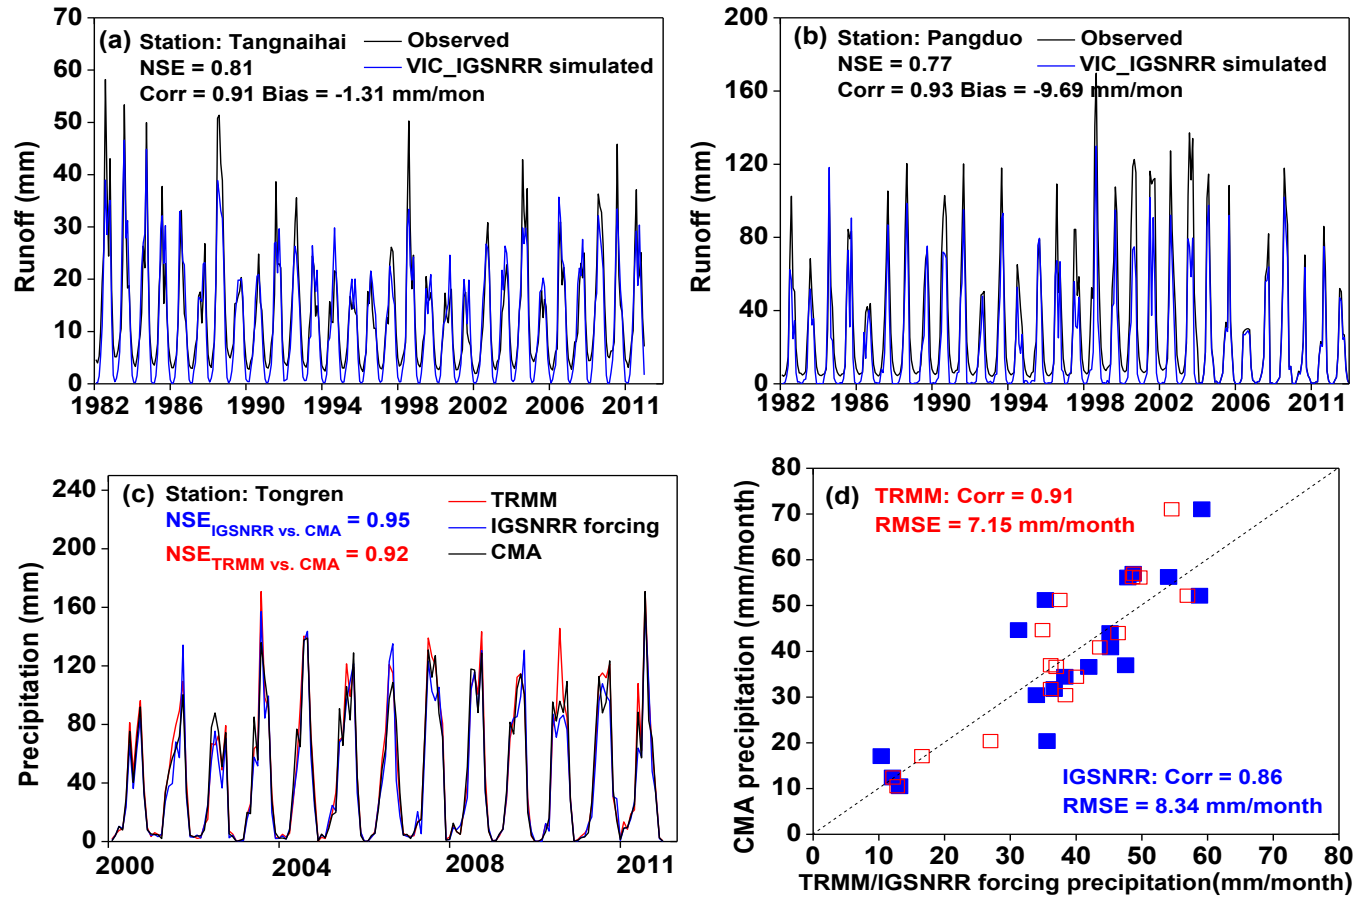 70
60
50
40
30
20
10
0
Runoff (mm)
(a) Station: Tangnaihai
NSE = 0.81
Corr = 0.91 Bias = -1.31 mm/mon
Observed
VIC_IGSNRR simulated
1982 1986 1990 1994 1998 2002 2006 2011
200
160
120
80
40
0
Runoff (mm)
(b) Station: Pangduo
NSE = 0.77
Corr = 0.93 Bias = -9.69 mm/mon
Observed
VIC_IGSNRR simulated
1982 1986 1990 1994 1998 2002 2006 2011
240
200
160
120
80
40
0
Precipitation (mm)
(c) Station: Tongren
NSE IGSNRR vs. CMA = 0.95
NSE TRMM vs. CMA = 0.92
TRMM
IGSNRR forcing
CMA
2000 2004 2008 2011
80
70
60
50
40
30
20
10
0
CMA precipitation (mm/month)
(d) TRMM: Corr = 0.91
RMSE = 7.15 mm/month
IGSNRR: Corr = 0.86
RMSE = 8.34 mm/month
0 10 20 30 40 50 60 70 80
TRMM/IGSNRR forcing precipitation(mm/month)